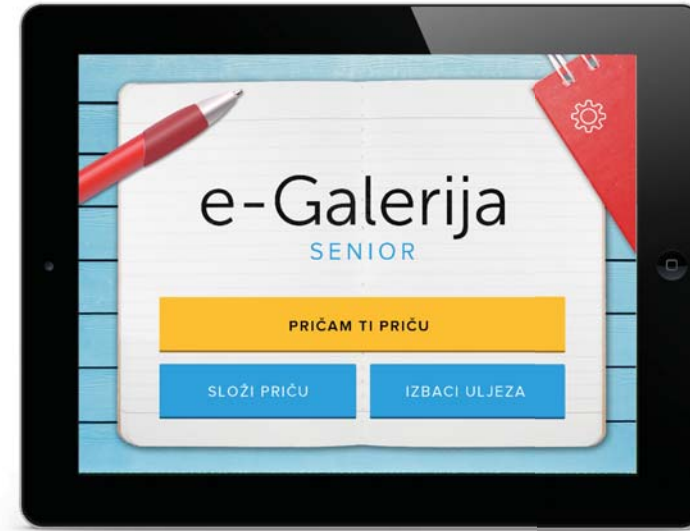 e-Galerija
SENIOR
PRIČAM TI PRIČU
SLOŽI PRIČU
IZBACI ULJEZA